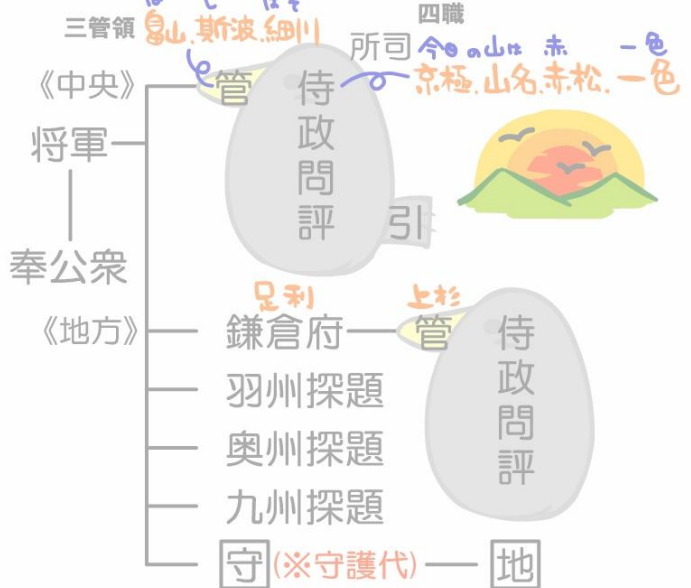 四職
三管領 畠山.斯波.細川
所司 今日の山は 赤 一色
京極.山名.赤松.一色
《中央》
管
侍政問評
引
将軍
奉公衆
足利
上杉
《地方》
鎌倉府
管
侍政問評
羽州探題
奥州探題
九州探題
守(※守護代)
地